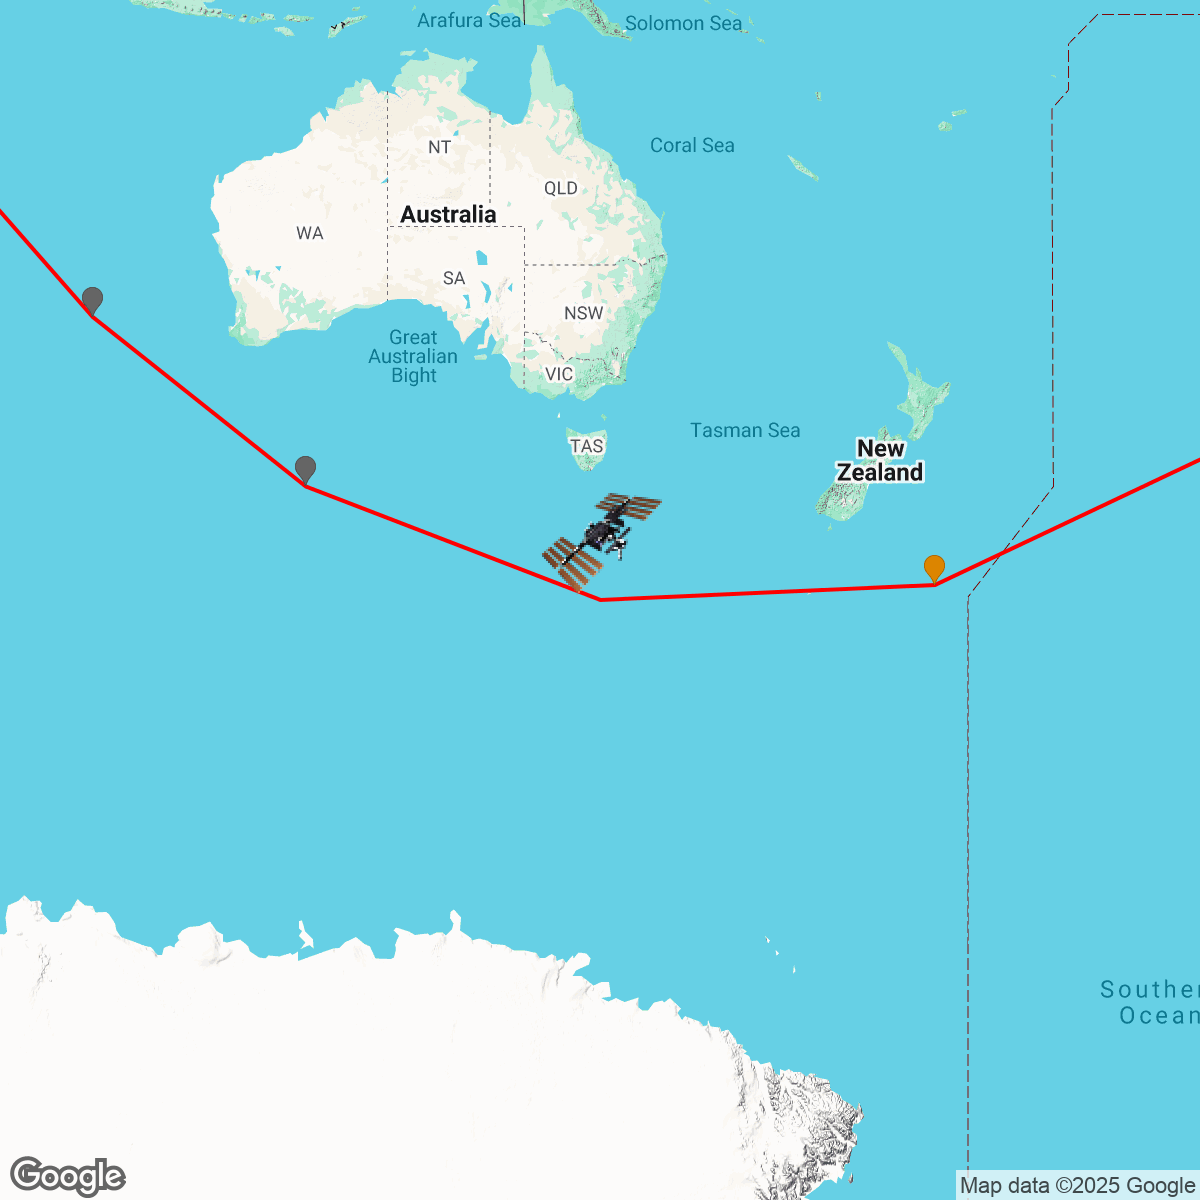 Arafura Sea
Solomon Sea
Coral Sea
NT
QLD
Australia
WA
SA
NSW
Great
Australian
Bight
VIC
TAS
Tasman Sea
New
Zealand
Souther
Ocean
Google
Map data ©2025 Google